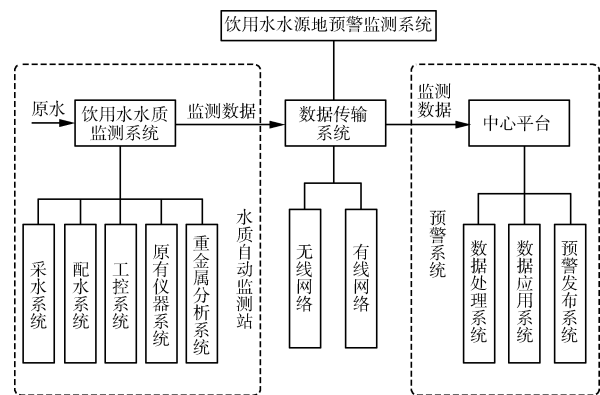 饮用水水源地预警监测系统
原水
饮用水水质
监测系统
监测数据
数据传输
系统
监测
数据
中心平台
采水系统
配水系统
工控系统
原有仪器系统
重金属分析系统
水质自动监测站
无线网络
有线网络
预警系统
数据处理系统
数据应用系统
预警发布系统